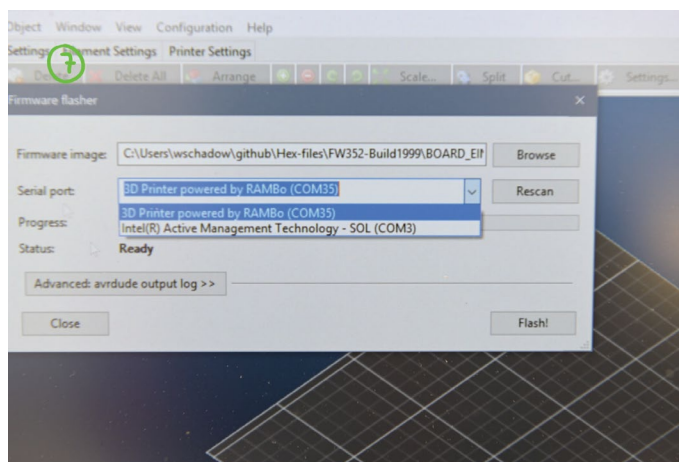 Object Window View Configuration Help
Settings Filament Settings Printer Settings
7
Delete Delete All Arrange Scale... Split Cut... Settings...
Firmware flasher
Firmware image: C:\Users\wschadow\github\Hex-files\FW352-Build1999\BOARD_EIN Browse
Serial port: 3D Printer powered by RAMBo (COM35) Rescan
3D Printer powered by RAMBo (COM35)
Progress:
Intel(R) Active Management Technology - SOL (COM3)
Status: Ready
Advanced: avrdude output log >>
Close Flash!